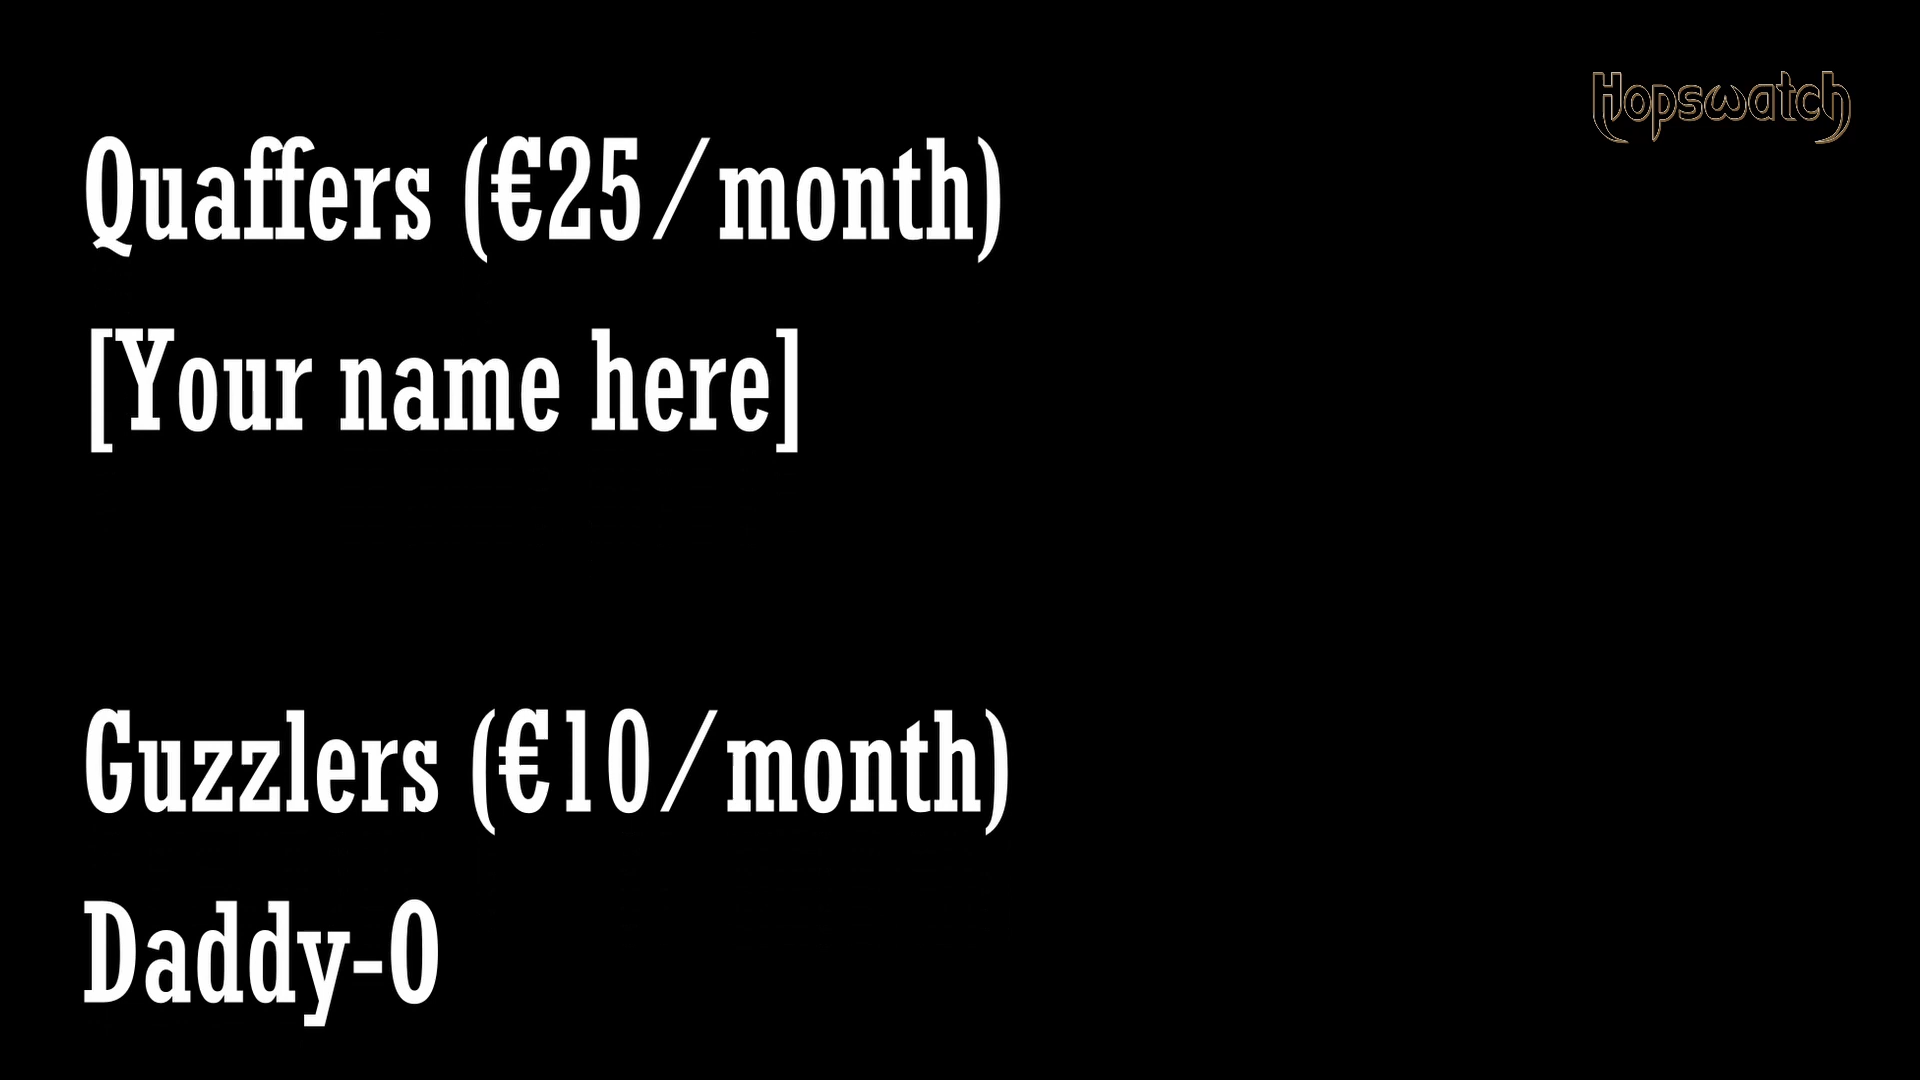 Hopswatch
Quaffers (€25/month)
[Your name here]
Guzzlers (€10/month)
Daddy-O